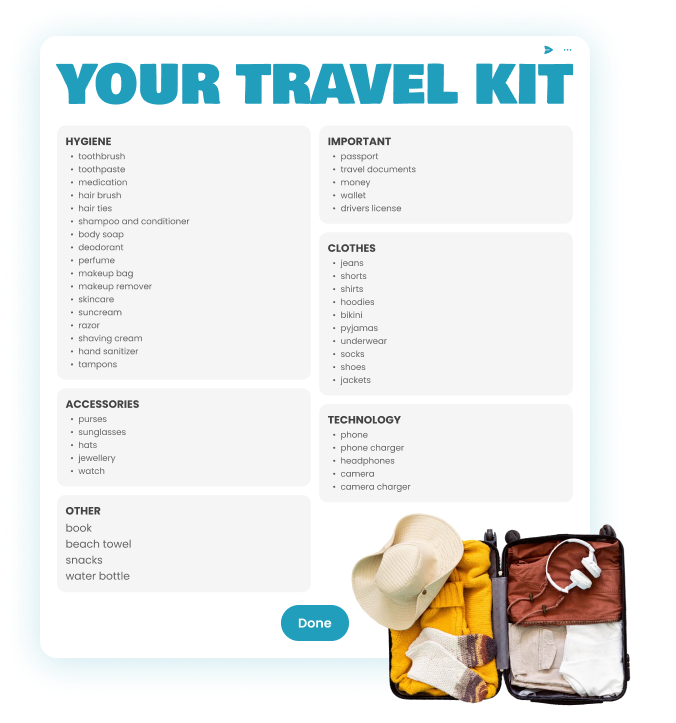 YOUR TRAVEL KIT
HYGIENE
toothbrush
toothpaste
medication
hair brush
hair ties
shampoo and conditioner
body soap
deodorant
perfume
makeup bag
makeup remover
skincare
suncream
razor
shaving cream
hand sanitizer
tampons
ACCESSORIES
purses
sunglasses
hats
jewellery
watch
OTHER
book
beach towel
snacks
water bottle
IMPORTANT
passport
travel documents
money
wallet
drivers license
CLOTHES
jeans
shorts
shirts
hoodies
bikini
pyjamas
underwear
socks
shoes
jackets
TECHNOLOGY
phone
phone charger
headphones
camera
camera charger
Done